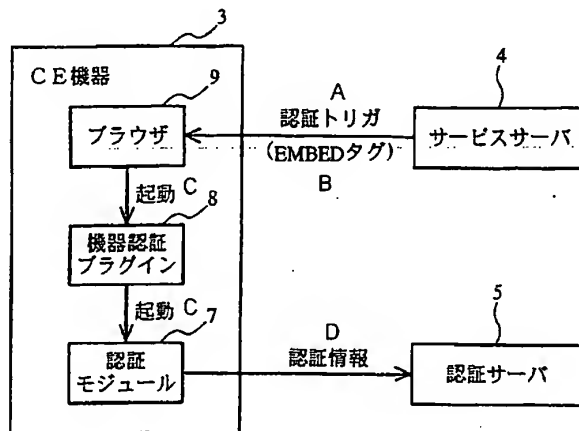 3
CE機器
9
ブラウザ
A
認証トリガ
(EMBEDタグ)
B
4
サービスサーバ
起動 C
8
機器認証
プラグイン
起動 C
7
認証
モジュール
D
認証情報
5
認証サーバ